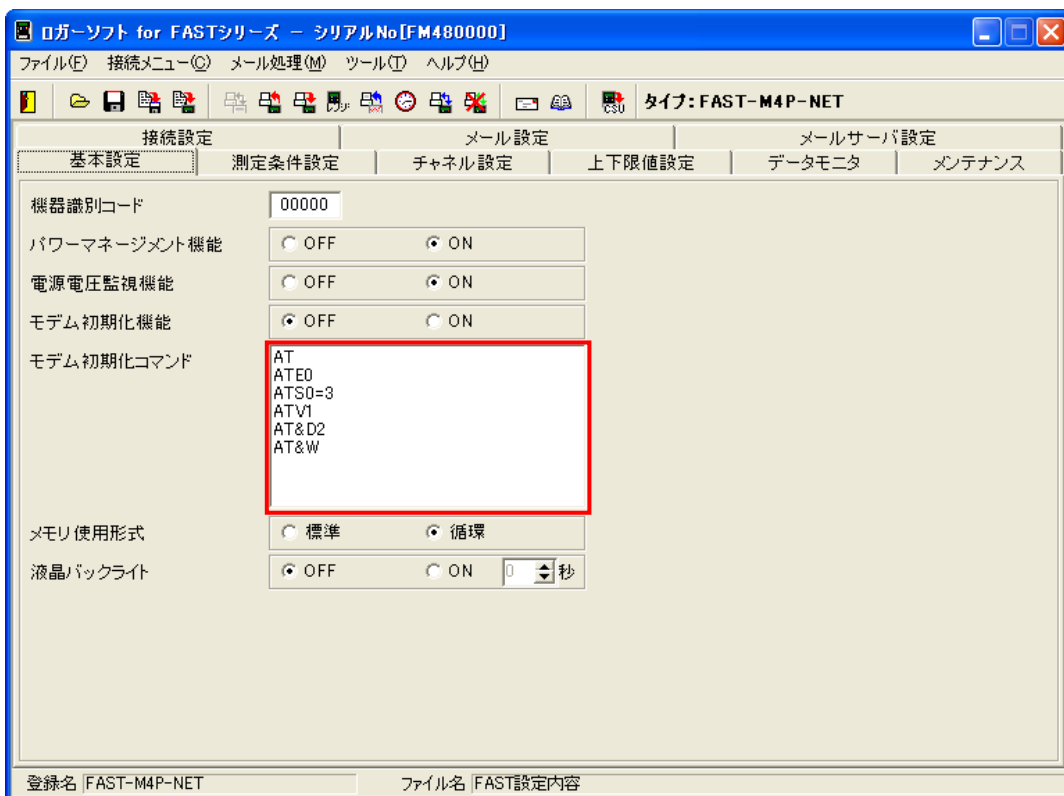 ロガーソフト for FASTシリーズ － シリアルNo[FM480000]
ファイル(F) 接続メニュー(C) メール処理(M) ツール(T) ヘルプ(H)
CSV タイプ:FAST-M4P-NET
接続設定 メール設定 メールサーバ設定
基本設定 測定条件設定 チャネル設定 上下限値設定 データモニタ メンテナンス
機器識別コード 00000
パワーマネージメント機能 OFF ON
電源電圧監視機能 OFF ON
モデム初期化機能 OFF ON
モデム初期化コマンド
AT
ATE0
ATS0=3
ATV1
AT&D2
AT&W
メモリ使用形式 標準 循環
液晶バックライト OFF ON 0 秒
登録名 FAST-M4P-NET ファイル名 FAST設定内容